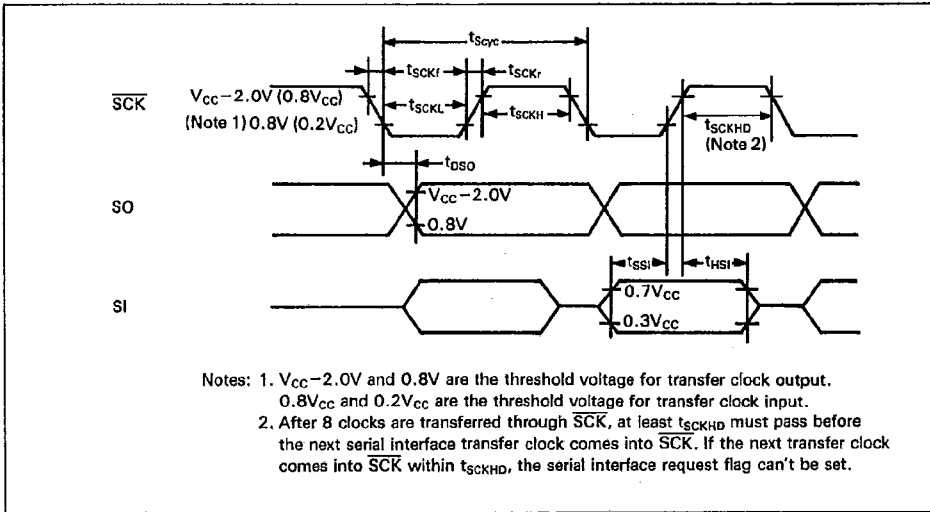 tScyc
tSCKf tSCKr
SCK VCC−2.0V (0.8VCC) tSCKL tSCKH
(Note 1) 0.8V (0.2VCC) tSCKHD
(Note 2)
tDSO
SO VCC−2.0V
0.8V
tSSI tHSI
SI 0.7VCC
0.3VCC
Notes: 1. VCC−2.0V and 0.8V are the threshold voltage for transfer clock output.
0.8VCC and 0.2VCC are the threshold voltage for transfer clock input.
2. After 8 clocks are transferred through SCK, at least tSCKHD must pass before
the next serial interface transfer clock comes into SCK. If the next transfer clock
comes into SCK within tSCKHD, the serial interface request flag can't be set.